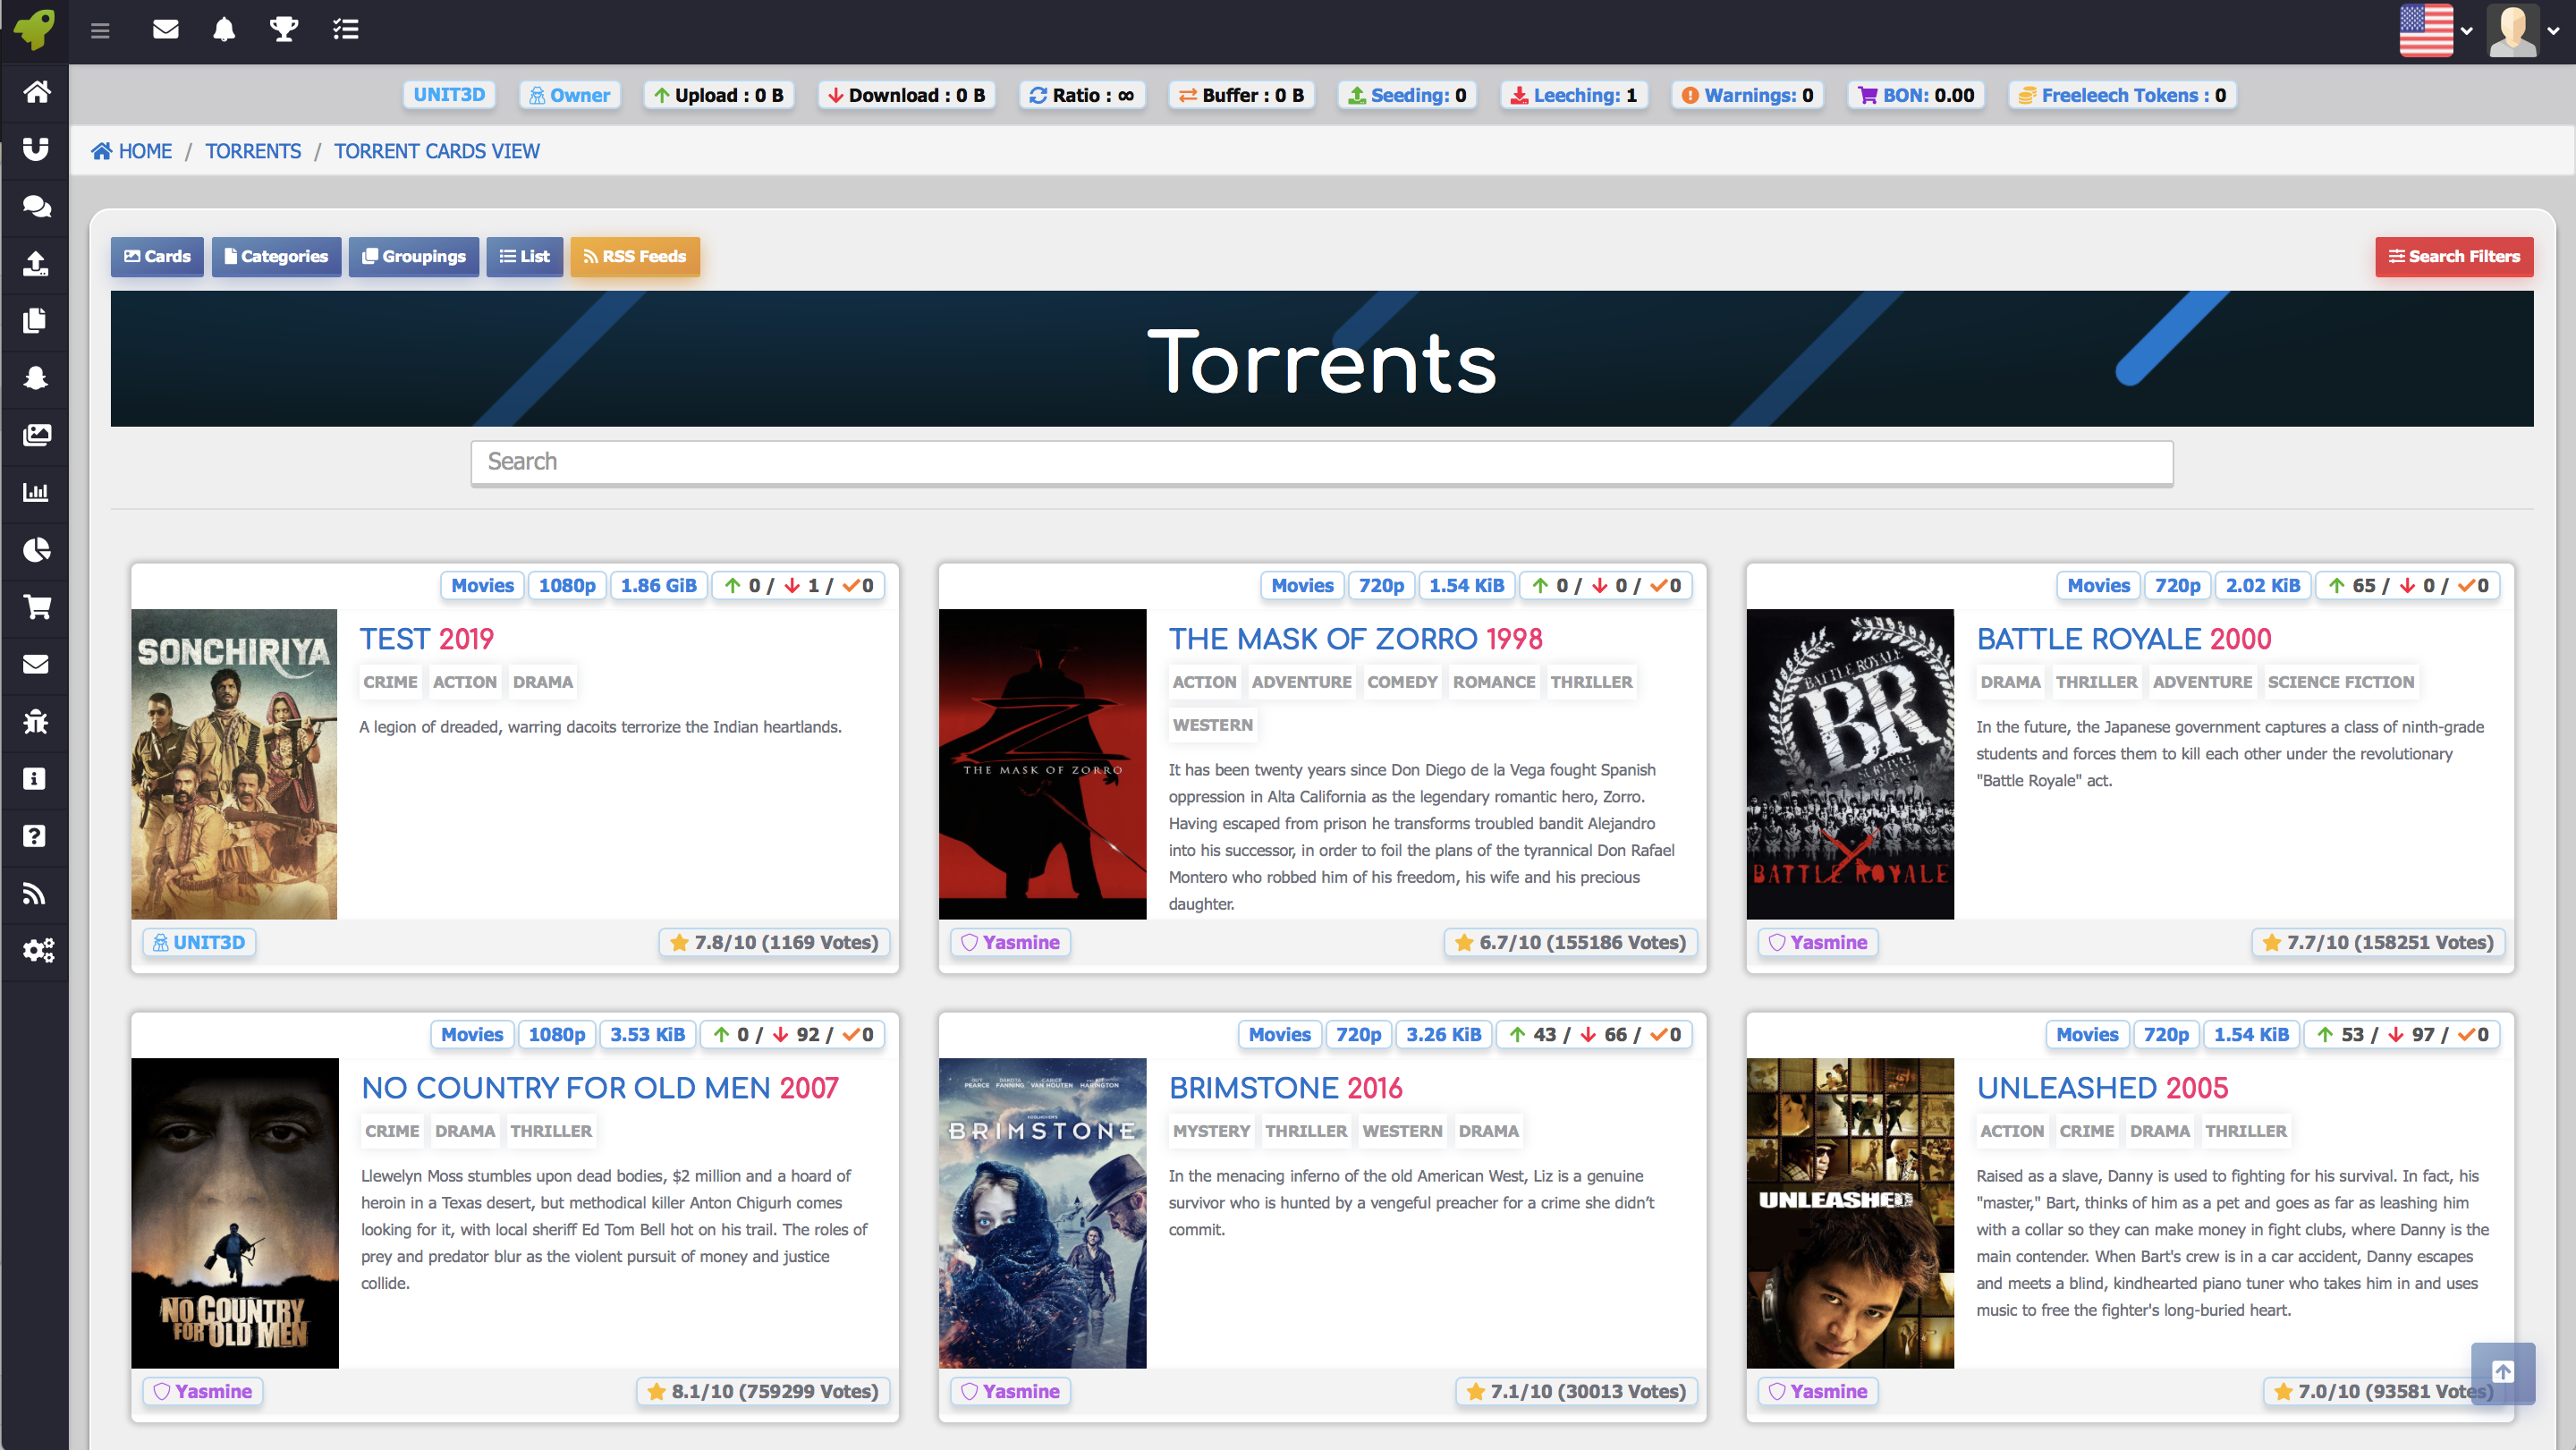 UNIT3D Owner Upload : 0 B Download : 0 B Ratio : ∞ Buffer : 0 B Seeding: 0 Leeching: 1 Warnings: 0 BON: 0.00 Freeleech Tokens : 0
HOME / TORRENTS / TORRENT CARDS VIEW
Cards Categories Groupings List RSS Feeds Search Filters
Torrents
Search
Movies 1080p 1.86 GiB 0 / 1 / 0
SONCHIRIYA
TEST 2019
CRIME ACTION DRAMA
A legion of dreaded, warring dacoits terrorize the Indian heartlands.
UNIT3D 7.8/10 (1169 Votes)
Movies 720p 1.54 KiB 0 / 0 / 0
THE MASK OF ZORRO
THE MASK OF ZORRO 1998
ACTION ADVENTURE COMEDY ROMANCE THRILLER
WESTERN
It has been twenty years since Don Diego de la Vega fought Spanish
oppression in Alta California as the legendary romantic hero, Zorro.
Having escaped from prison he transforms troubled bandit Alejandro
into his successor, in order to foil the plans of the tyrannical Don Rafael
Montero who robbed him of his freedom, his wife and his precious
daughter.
Yasmine 6.7/10 (155186 Votes)
Movies 720p 2.02 KiB 65 / 0 / 0
BATTLE ROYALE
BR
SURVIVAL
BATTLE ROYALE
BATTLE ROYALE 2000
DRAMA THRILLER ADVENTURE SCIENCE FICTION
In the future, the Japanese government captures a class of ninth-grade
students and forces them to kill each other under the revolutionary
"Battle Royale" act.
Yasmine 7.7/10 (158251 Votes)
Movies 1080p 3.53 KiB 0 / 92 / 0
NO COUNTRY
FOR OLD MEN
NO COUNTRY FOR OLD MEN 2007
CRIME DRAMA THRILLER
Llewelyn Moss stumbles upon dead bodies, $2 million and a hoard of
heroin in a Texas desert, but methodical killer Anton Chigurh comes
looking for it, with local sheriff Ed Tom Bell hot on his trail. The roles of
prey and predator blur as the violent pursuit of money and justice
collide.
Yasmine 8.1/10 (759299 Votes)
Movies 720p 3.26 KiB 43 / 66 / 0
GUY PEARCE DAKOTA FANNING CARICE VAN HOUTEN KIT HARINGTON
BRIMSTONE
BRIMSTONE 2016
MYSTERY THRILLER WESTERN DRAMA
In the menacing inferno of the old American West, Liz is a genuine
survivor who is hunted by a vengeful preacher for a crime she didn’t
commit.
Yasmine 7.1/10 (30013 Votes)
Movies 720p 1.54 KiB 53 / 97 / 0
UNLEASHED
UNLEASHED 2005
ACTION CRIME DRAMA THRILLER
Raised as a slave, Danny is used to fighting for his survival. In fact, his
"master," Bart, thinks of him as a pet and goes as far as leashing him
with a collar so they can make money in fight clubs, where Danny is the
main contender. When Bart's crew is in a car accident, Danny escapes
and meets a blind, kindhearted piano tuner who takes him in and uses
music to free the fighter's long-buried heart.
Yasmine 7.0/10 (93581 Votes)